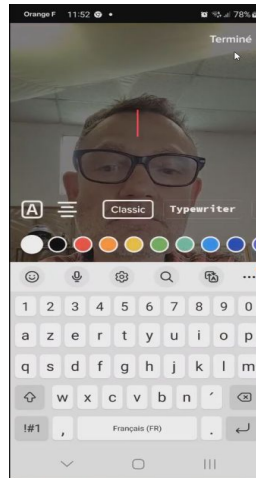 Orange F 11:52 78%
Terminé
A Classic Typewriter
1 2 3 4 5 6 7 8 9 0
a z e r t y u i o p
q s d f g h j k l m
w x c v b n ´
!#1 , Français (FR) .